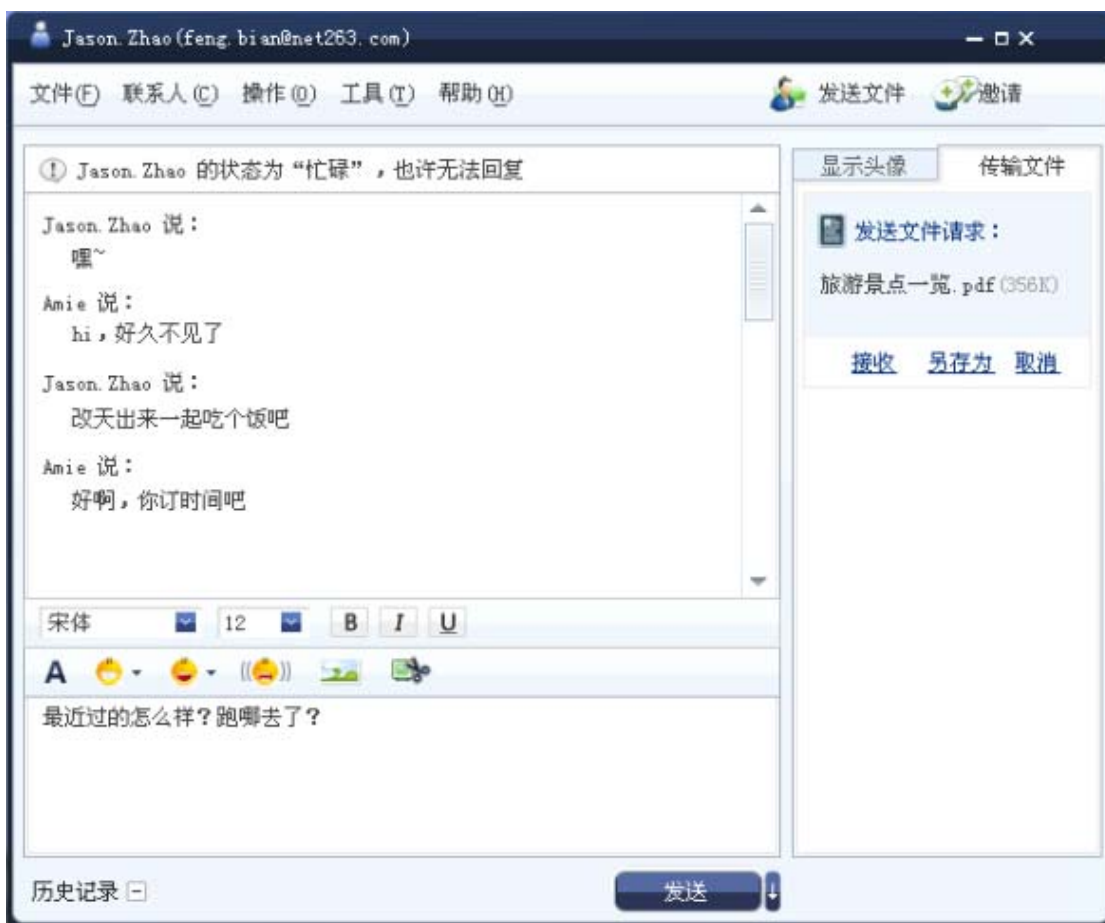 Jason.Zhao(feng.bian@net263.com)
文件(F) 联系人(C) 操作(O) 工具(T) 帮助(H)
发送文件 邀请
Jason.Zhao 的状态为“忙碌”，也许无法回复
Jason.Zhao 说：
嘿~
Amie 说：
hi，好久不见了
Jason.Zhao 说：
改天出来一起吃个饭吧
Amie 说：
好啊，你订时间吧
宋体 12 B I U
A
最近过的怎么样？跑哪去了？
历史记录
发送
显示头像 传输文件
发送文件请求：
旅游景点一览.pdf(356K)
接收 另存为 取消